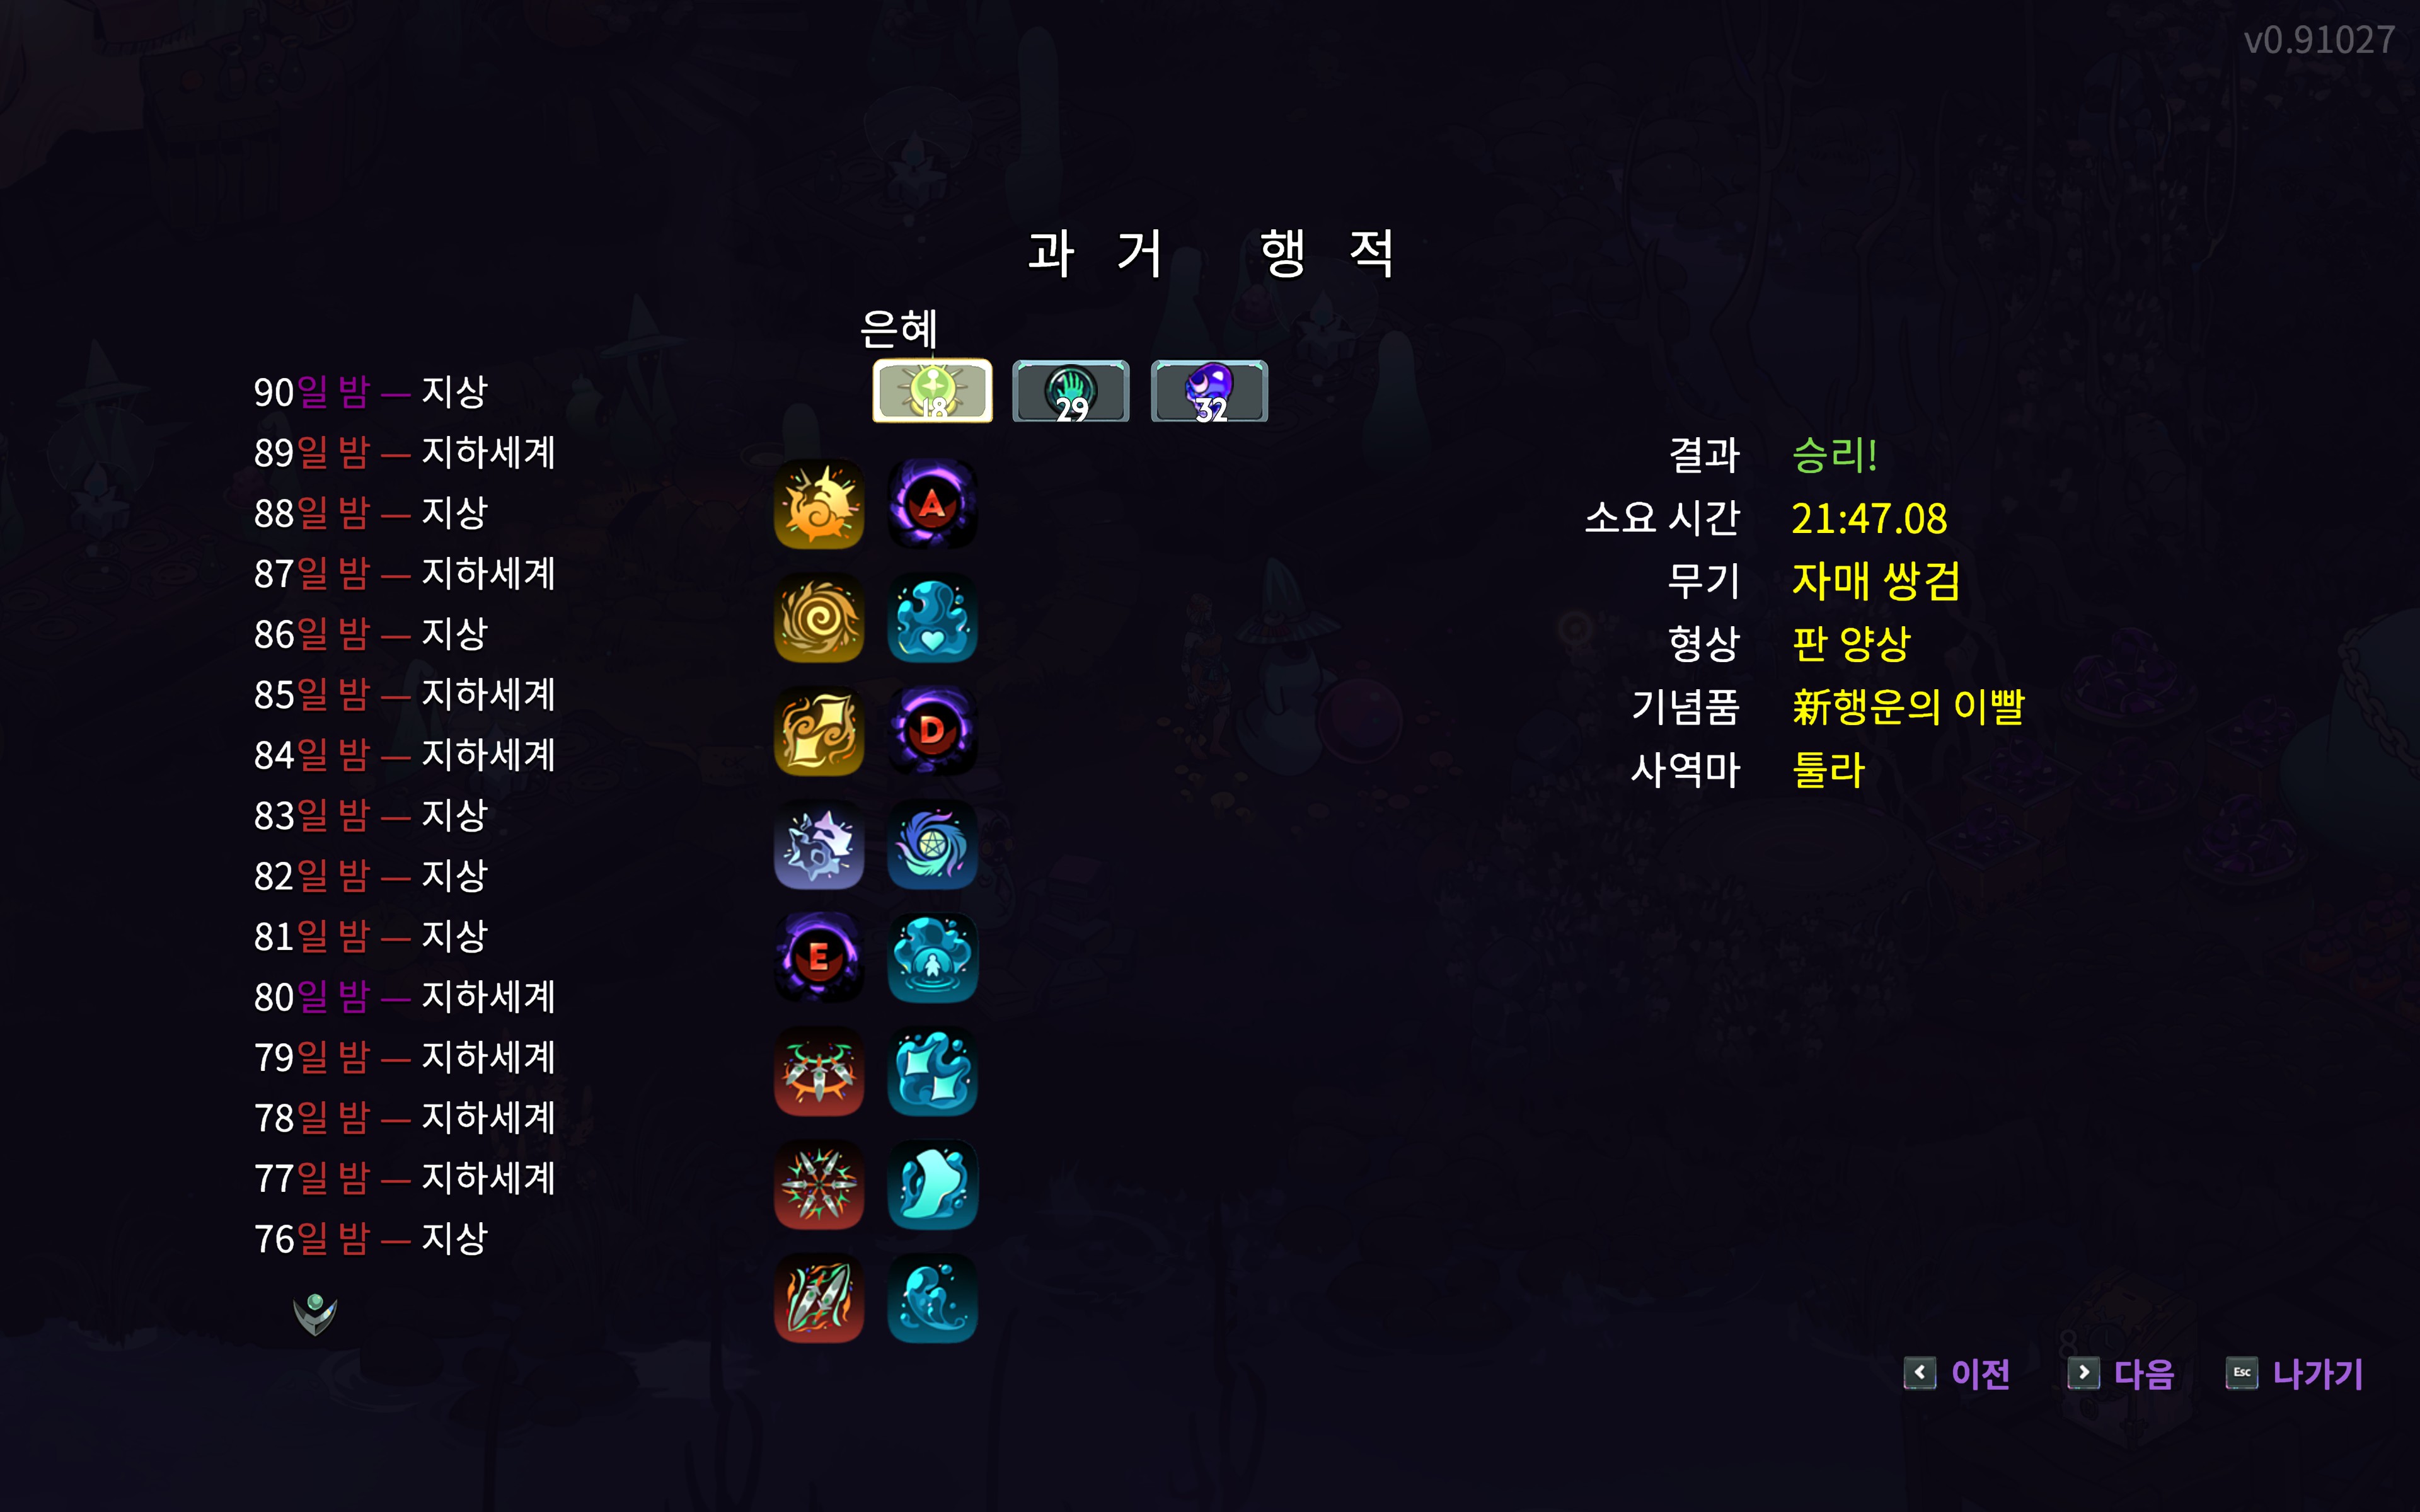 v0.91027
과거 행적
은혜
18 29 32
90일 밤 — 지상
89일 밤 — 지하세계
88일 밤 — 지상
87일 밤 — 지하세계
86일 밤 — 지상
85일 밤 — 지하세계
84일 밤 — 지하세계
83일 밤 — 지상
82일 밤 — 지상
81일 밤 — 지상
80일 밤 — 지하세계
79일 밤 — 지하세계
78일 밤 — 지하세계
77일 밤 — 지하세계
76일 밤 — 지상
A
D
E
결과 승리!
소요 시간 21:47.08
무기 자매 쌍검
형상 판 양상
기념품 新행운의 이빨
사역마 툴라
8
< 이전 > 다음 Esc 나가기